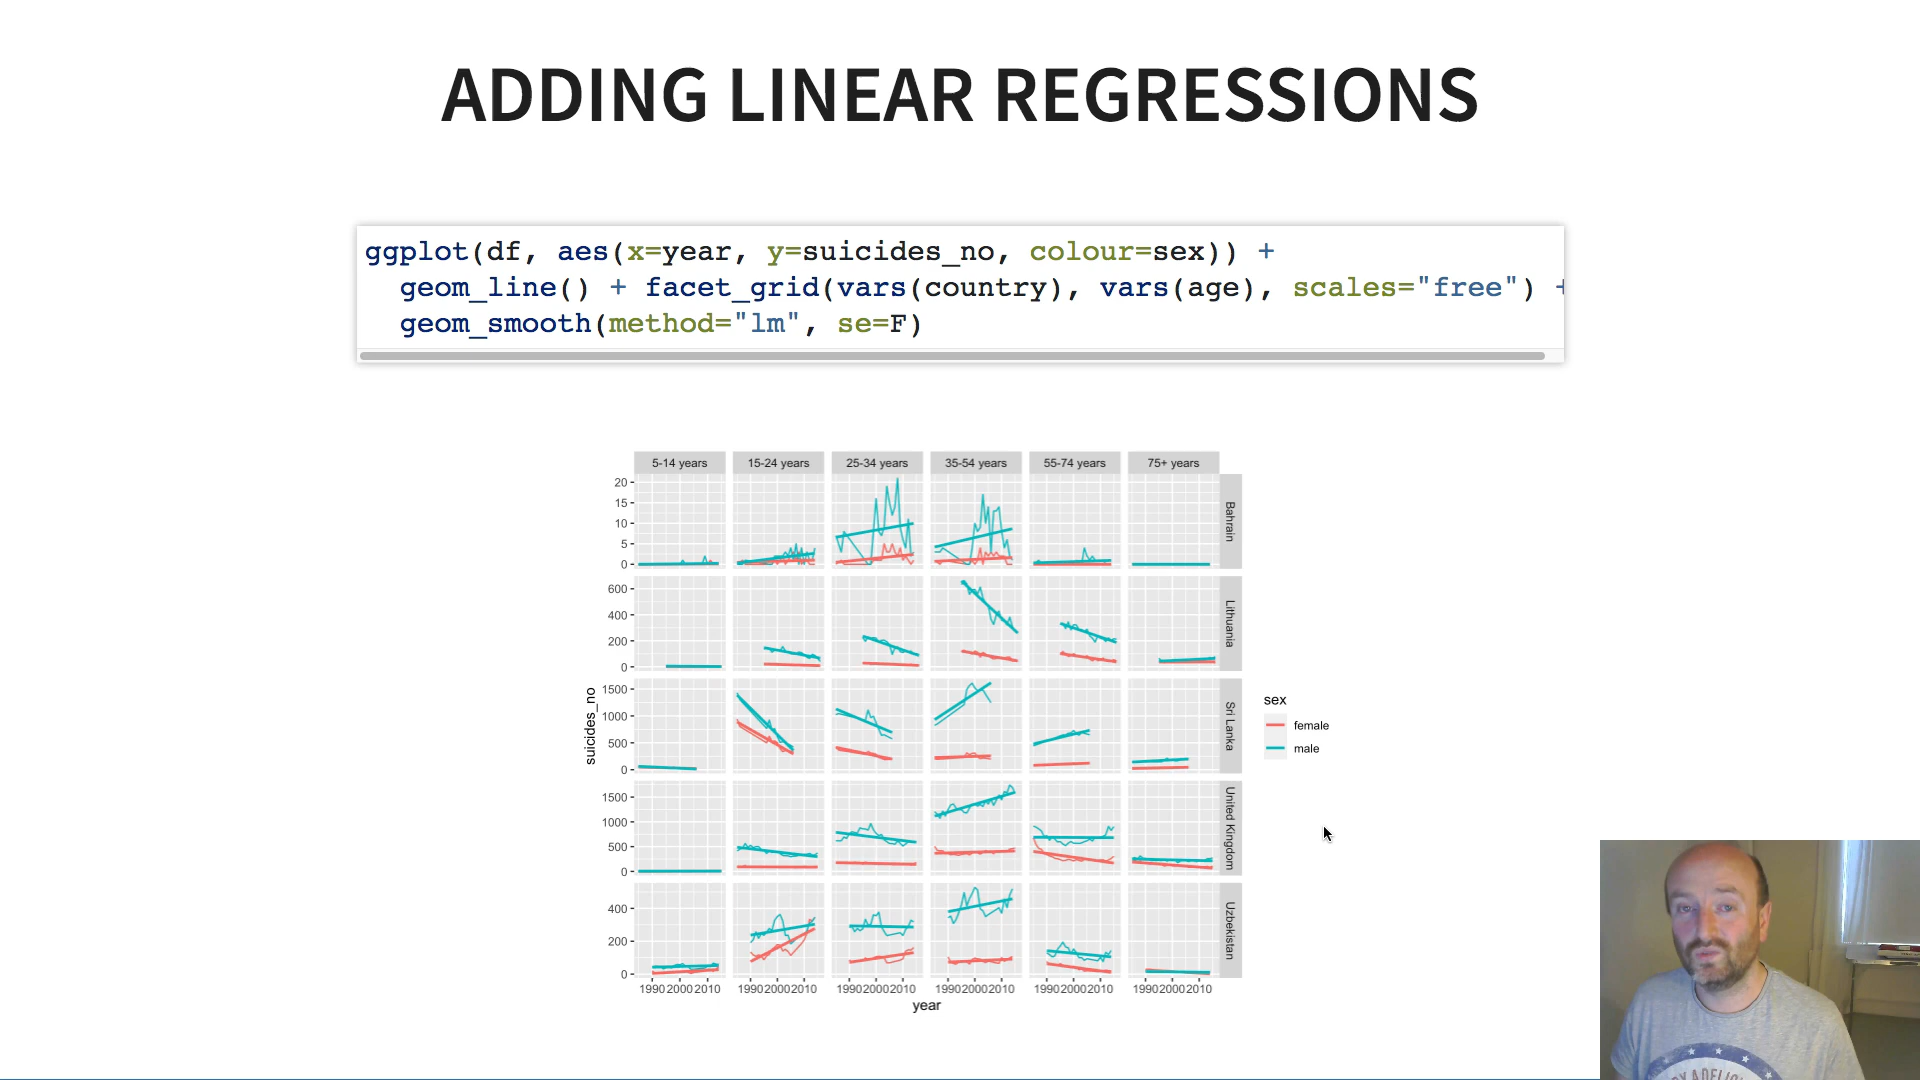 ADDING LINEAR REGRESSIONS
ggplot(df, aes(x=year, y=suicides_no, colour=sex)) +
geom_line() + facet_grid(vars(country), vars(age), scales="free") +
geom_smooth(method="lm", se=F)
5-14 years 15-24 years 25-34 years 35-54 years 55-74 years 75+ years
20
15
10
5
0
Bahrain
600
400
200
0
Lithuania
1500
1000
500
0
Sri Lanka
1500
1000
500
0
United Kingdom
400
200
0
Uzbekistan
suicides_no
1990 2000 2010 1990 2000 2010 1990 2000 2010 1990 2000 2010 1990 2000 2010 1990 2000 2010
year
sex
female
male